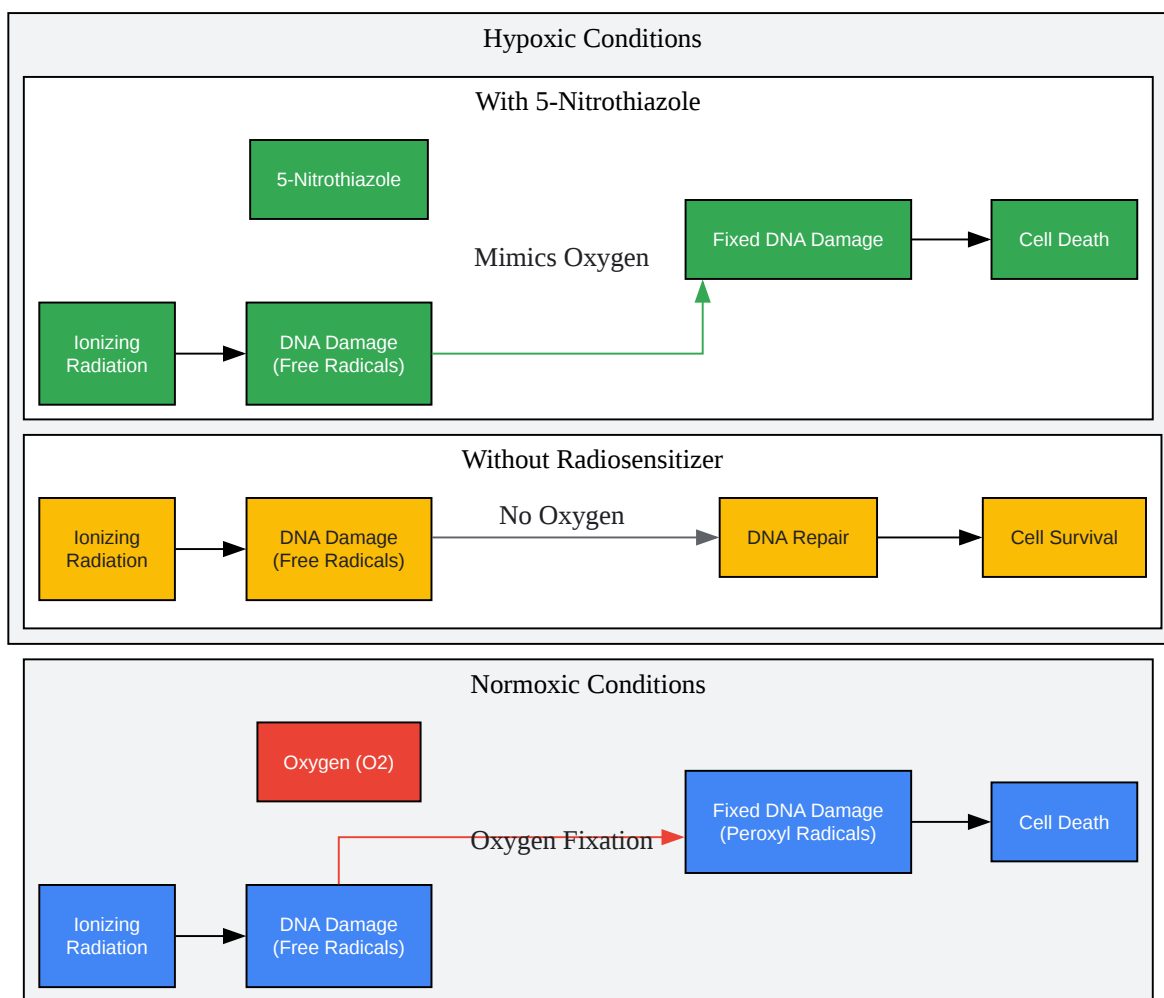 Hypoxic Conditions
With 5-Nitrothiazole
5-Nitrothiazole
Mimics Oxygen
Fixed DNA Damage
Cell Death
Ionizing
Radiation
DNA Damage
(Free Radicals)
Without Radiosensitizer
Ionizing
Radiation
DNA Damage
(Free Radicals)
No Oxygen
DNA Repair
Cell Survival
Normoxic Conditions
Oxygen (O2)
Oxygen Fixation
Fixed DNA Damage
(Peroxyl Radicals)
Cell Death
Ionizing
Radiation
DNA Damage
(Free Radicals)